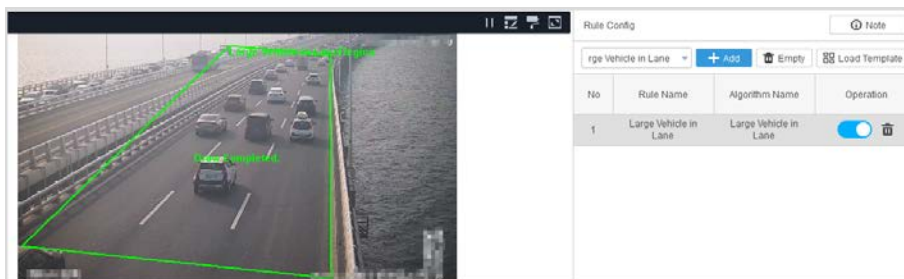 Rule Config
Note
rge Vehicle in Lane
Add
Empty
Load Template
No
Rule Name
Algorithm Name
Operation
1
Large Vehicle in
Lane
Large Vehicle in
Lane
Draw Completed.